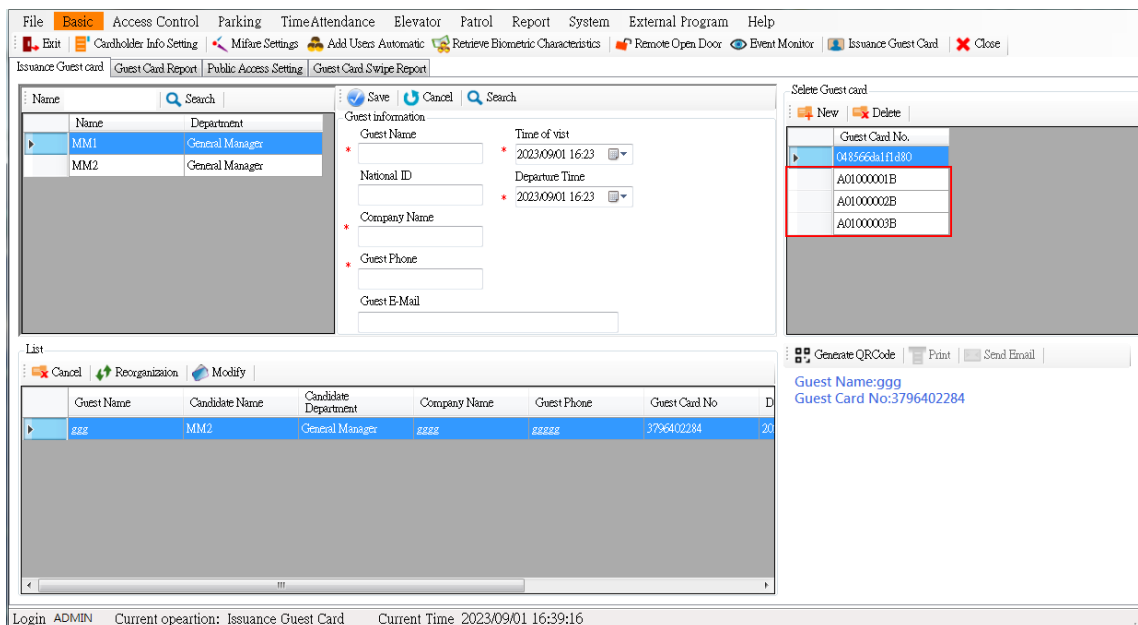 File Basic Access Control Parking TimeAttendance Elevator Patrol Report System External Program Help
Exit Cardholder Info Setting Mifare Settings Add Users Automatic Retrieve Biometric Characteristics Remote Open Door Event Monitor Issuance Guest Card Close
Issuance Guest card Guest Card Report Public Access Setting Guest Card Swipe Report
Name Search
Name Department
MM1 General Manager
MM2 General Manager
Save Cancel Search
Guest information
Guest Name Time of vist
* * 2023/09/01 16:23
National ID Departure Time
* 2023/09/01 16:23
Company Name
*
Guest Phone
*
Guest E-Mail
Selete Guest card
New Delete
Guest Card No.
048566da1f1d80
A01000001B
A01000002B
A01000003B
List
Cancel Reorganizaion Modify
Guest Name Candidate Name Candidate Department Company Name Guest Phone Guest Card No D
ggg MM2 General Manager gggg ggggg 3796402284 20
Generate QRCode Print Send Email
Guest Name:ggg
Guest Card No:3796402284
Login ADMIN Current opeartion: Issuance Guest Card Current Time 2023/09/01 16:39:16